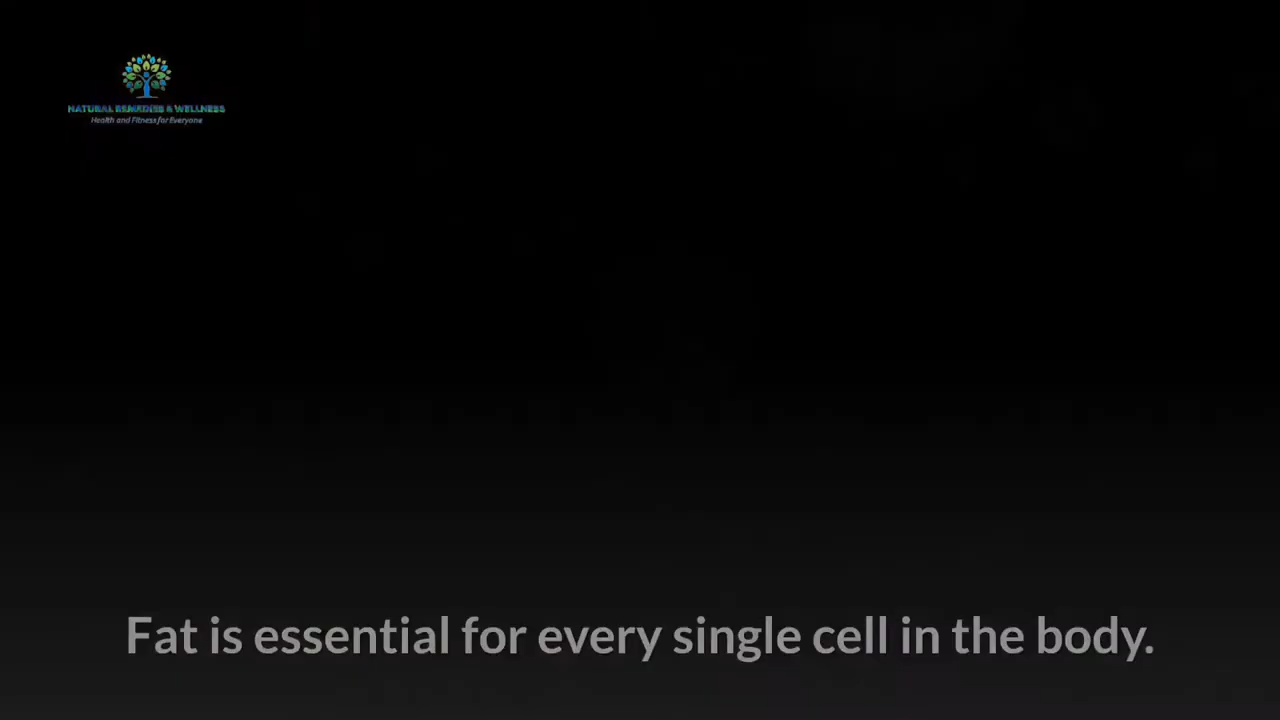 NATURAL REMEDIES & WELLNESS
Health and Fitness for Everyone
Fat is essential for every single cell in the body.